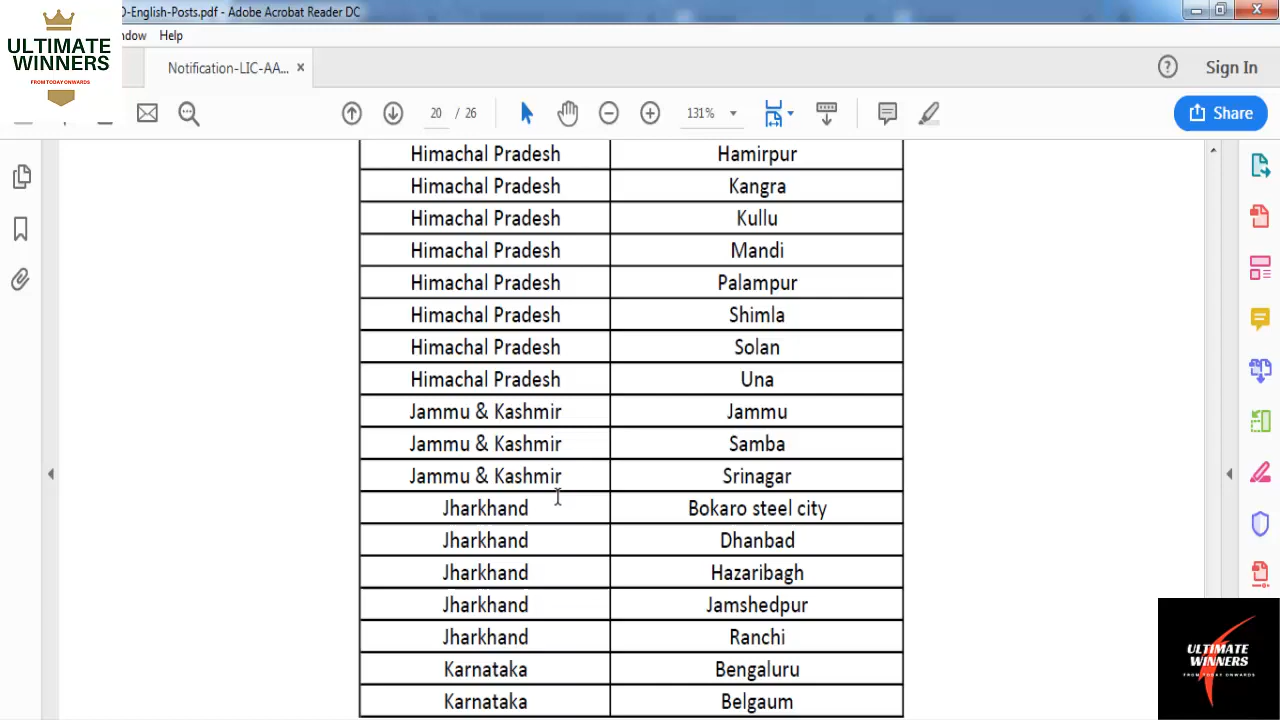 O-English-Posts.pdf - Adobe Acrobat Reader DC
ULTIMATE
WINNERS
FROM TODAY ONWARDS
ndow Help
Notification-LIC-AA... ×
Sign In
20 / 26
131%
Share
Himachal Pradesh Hamirpur
Himachal Pradesh Kangra
Himachal Pradesh Kullu
Himachal Pradesh Mandi
Himachal Pradesh Palampur
Himachal Pradesh Shimla
Himachal Pradesh Solan
Himachal Pradesh Una
Jammu & Kashmir Jammu
Jammu & Kashmir Samba
Jammu & Kashmir Srinagar
Jharkhand Bokaro steel city
Jharkhand Dhanbad
Jharkhand Hazaribagh
Jharkhand Jamshedpur
Jharkhand Ranchi
Karnataka Bengaluru
Karnataka Belgaum
ULTIMATE
WINNERS
FROM TODAY ONWARDS